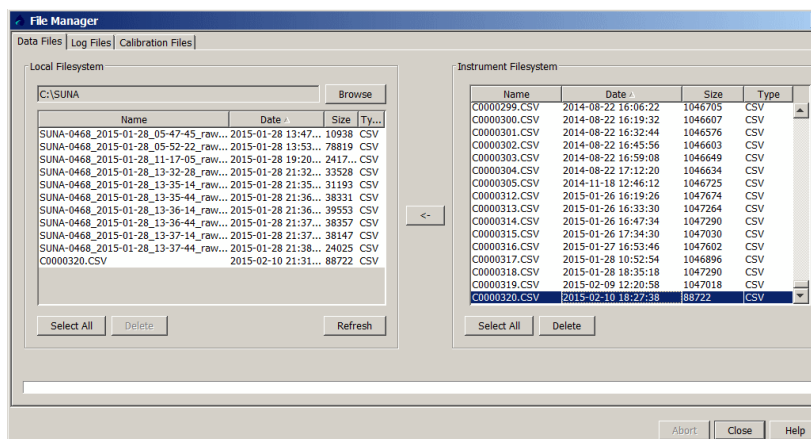 File Manager
Data Files Log Files Calibration Files
Local Filesystem
C:\SUNA Browse
Name Date Size Ty...
SUNA-0468_2015-01-28_05-47-45_raw... 2015-01-28 13:47... 10938 CSV
SUNA-0468_2015-01-28_05-52-22_raw... 2015-01-28 13:53... 78819 CSV
SUNA-0468_2015-01-28_11-17-05_raw... 2015-01-28 19:20... 2417... CSV
SUNA-0468_2015-01-28_13-32-28_raw... 2015-01-28 21:32... 33528 CSV
SUNA-0468_2015-01-28_13-35-14_raw... 2015-01-28 21:35... 31193 CSV
SUNA-0468_2015-01-28_13-35-44_raw... 2015-01-28 21:36... 38331 CSV
SUNA-0468_2015-01-28_13-36-14_raw... 2015-01-28 21:36... 39553 CSV
SUNA-0468_2015-01-28_13-36-44_raw... 2015-01-28 21:37... 38357 CSV
SUNA-0468_2015-01-28_13-37-14_raw... 2015-01-28 21:37... 38147 CSV
SUNA-0468_2015-01-28_13-37-44_raw... 2015-01-28 21:38... 24025 CSV
C0000320.CSV 2015-02-10 21:31... 88722 CSV
Select All Delete Refresh
<-
Instrument Filesystem
Name Date Size Type
C0000299.CSV 2014-08-22 16:06:22 1046705 CSV
C0000300.CSV 2014-08-22 16:19:32 1046607 CSV
C0000301.CSV 2014-08-22 16:32:44 1046576 CSV
C0000302.CSV 2014-08-22 16:45:56 1046603 CSV
C0000303.CSV 2014-08-22 16:59:08 1046649 CSV
C0000304.CSV 2014-08-22 17:12:20 1046634 CSV
C0000305.CSV 2014-11-18 12:46:12 1046725 CSV
C0000312.CSV 2015-01-26 16:19:26 1047674 CSV
C0000313.CSV 2015-01-26 16:33:30 1047264 CSV
C0000314.CSV 2015-01-26 16:47:34 1047290 CSV
C0000315.CSV 2015-01-26 17:34:30 1047030 CSV
C0000316.CSV 2015-01-27 16:53:46 1047602 CSV
C0000317.CSV 2015-01-28 10:52:54 1046896 CSV
C0000318.CSV 2015-01-28 18:35:18 1047290 CSV
C0000319.CSV 2015-02-09 12:20:58 1047018 CSV
C0000320.CSV 2015-02-10 18:27:38 88722 CSV
Select All Delete
Abort Close Help